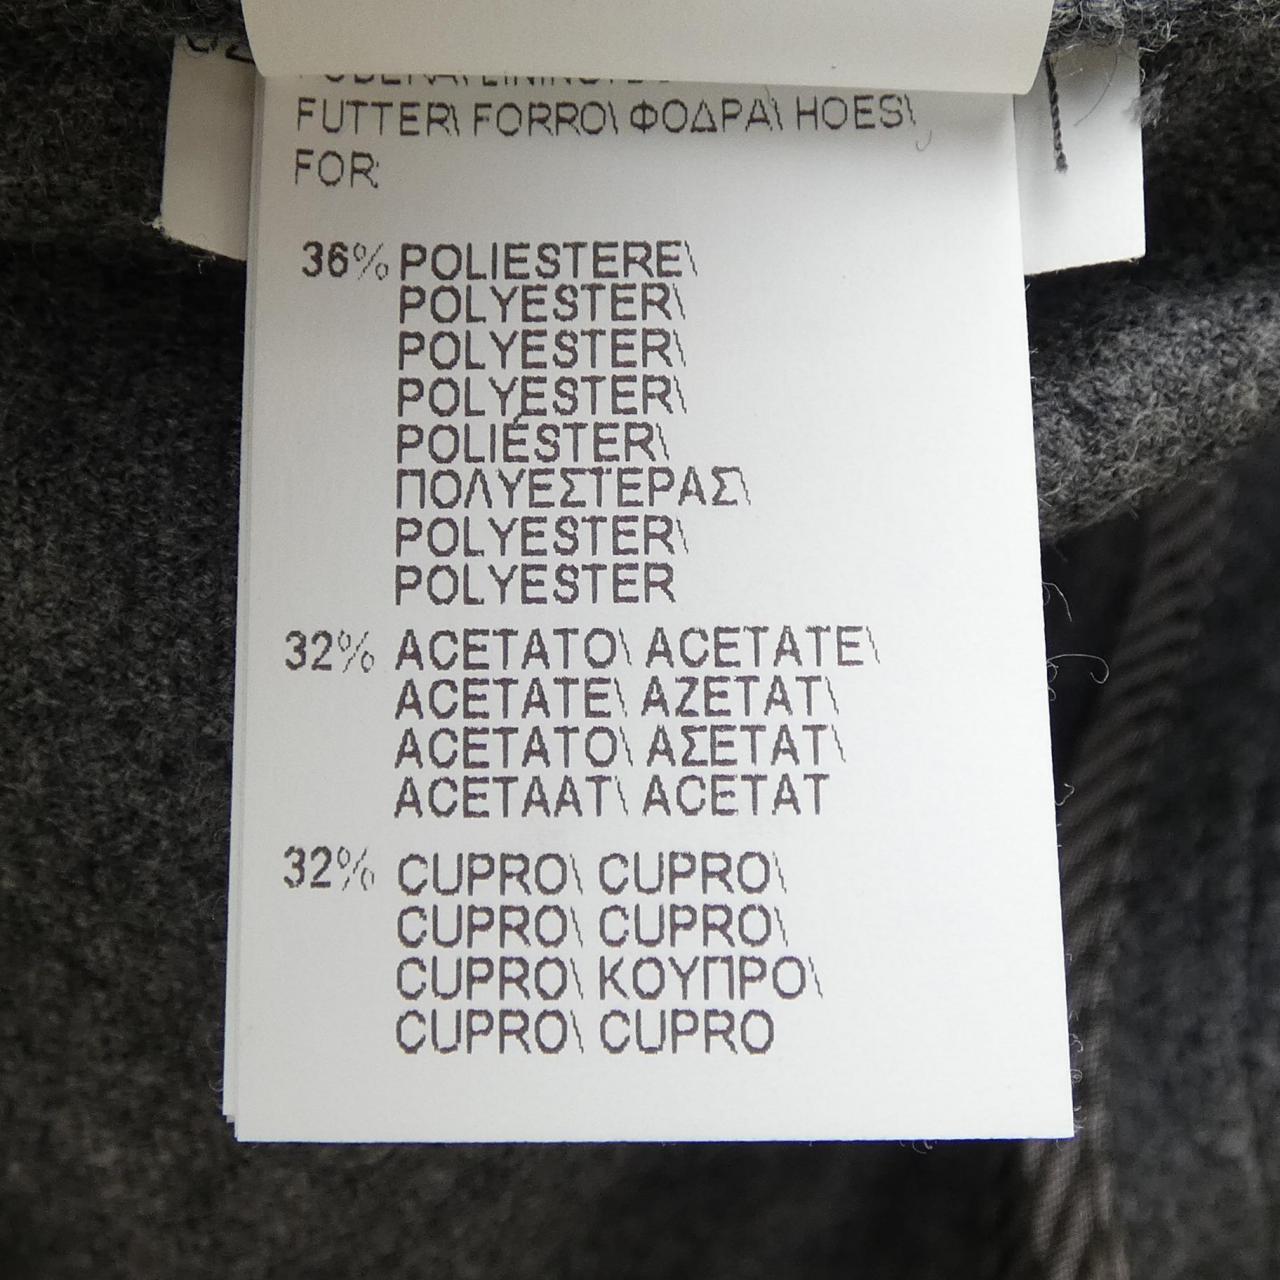 FUTTER\ FORRO\ ΦΟΔΡΑ\ HOES\
FOR:
36% POLIESTERE\
POLYESTER\
POLYESTER\
POLYESTER\
POLIÉSTER\
ΠΟΛΥΕΣΤΕΡΑΣ\
POLYESTER\
POLYESTER
32% ACETATO\ ACETATE\
ACETATE\ AZETAT\
ACETATO\ ΑΣΕΤΑΤ\
ACETAAT\ ACETAT
32% CUPRO\ CUPRO\
CUPRO\ CUPRO\
CUPRO\ ΚΟΥΠΡΟ\
CUPRO\ CUPRO